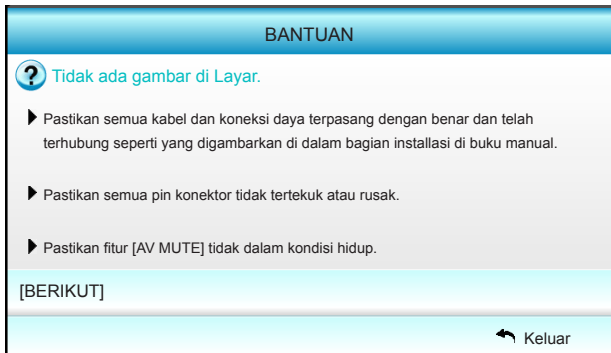 BANTUAN
? Tidak ada gambar di Layar.
Pastikan semua kabel dan koneksi daya terpasang dengan benar dan telah
terhubung seperti yang digambarkan di dalam bagian installasi di buku manual.
Pastikan semua pin konektor tidak tertekuk atau rusak.
Pastikan fitur [AV MUTE] tidak dalam kondisi hidup.
[BERIKUT]
Keluar